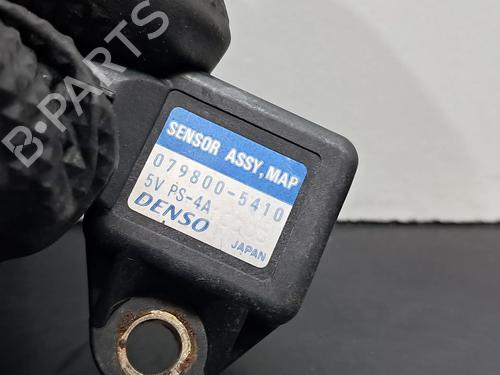 B-PARTS
SENSOR ASSY, MAP
079800-5410
5V PS-4A
DENSO
JAPAN